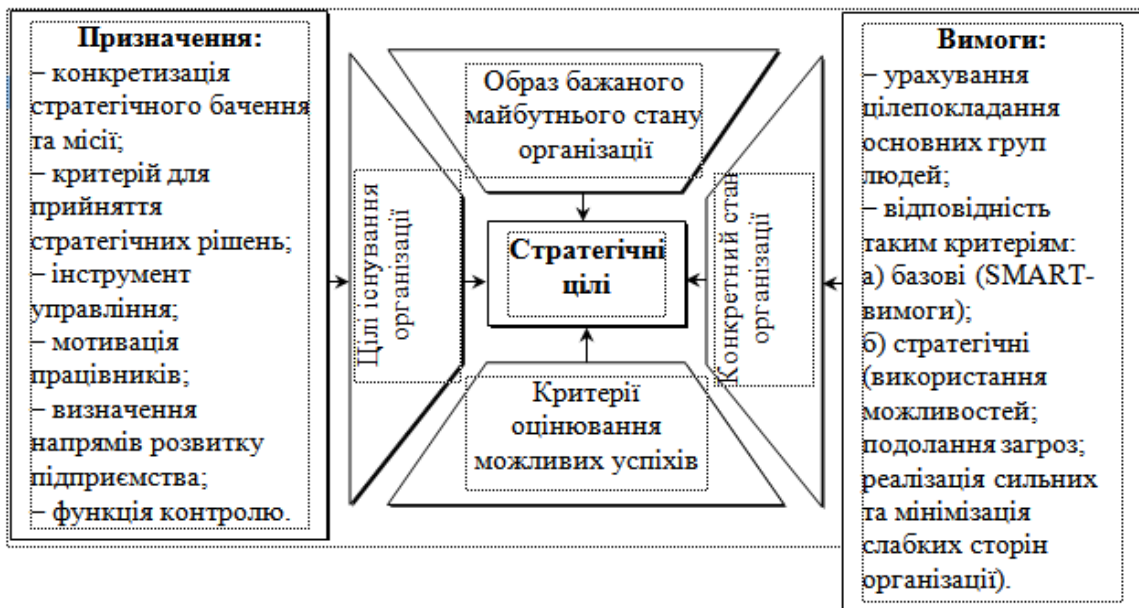 Призначення:
– конкретизація
стратегічного бачення
та місії;
– критерій для
прийняття
стратегічних рішень;
– інструмент
управління;
– мотивація
працівників;
– визначення
напрямів розвитку
підприємства;
– функція контролю.
Цілі існування
організації
Образ бажаного
майбутнього стану
організації
Стратегічні
цілі
Критерії
оцінювання
можливих успіхів
Конкретний стан
організації
Вимоги:
– урахування
цілепокладання
основних груп
людей;
– відповідність
таким критеріям:
а) базові (SMART-
вимоги);
б) стратегічні
(використання
можливостей;
подолання загроз;
реалізація сильних
та мінімізація
слабких сторін
організації).